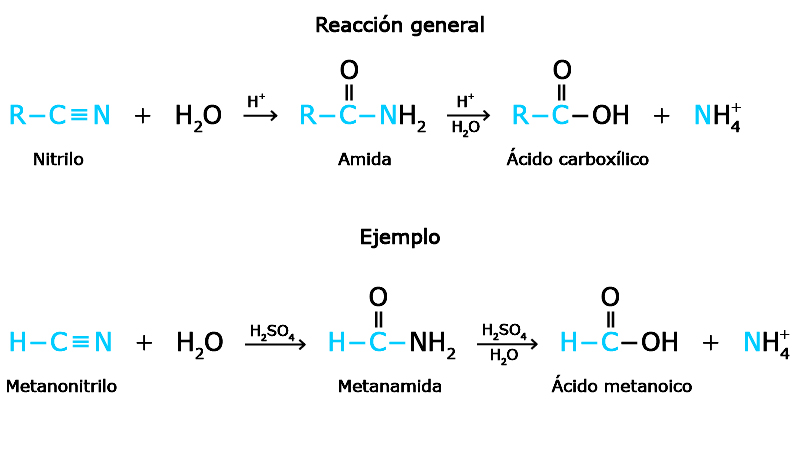 Reacción general
O O
R–C≡N + H₂O H⁺ → R–C–NH₂ H⁺ → H₂O R–C–OH + NH₄⁺
Nitrilo Amida Ácido carboxílico
Ejemplo
O O
H–C≡N + H₂O H₂SO₄ → H–C–NH₂ H₂SO₄ → H₂O H–C–OH + NH₄⁺
Metanonitrilo Metanamida Ácido metanoico